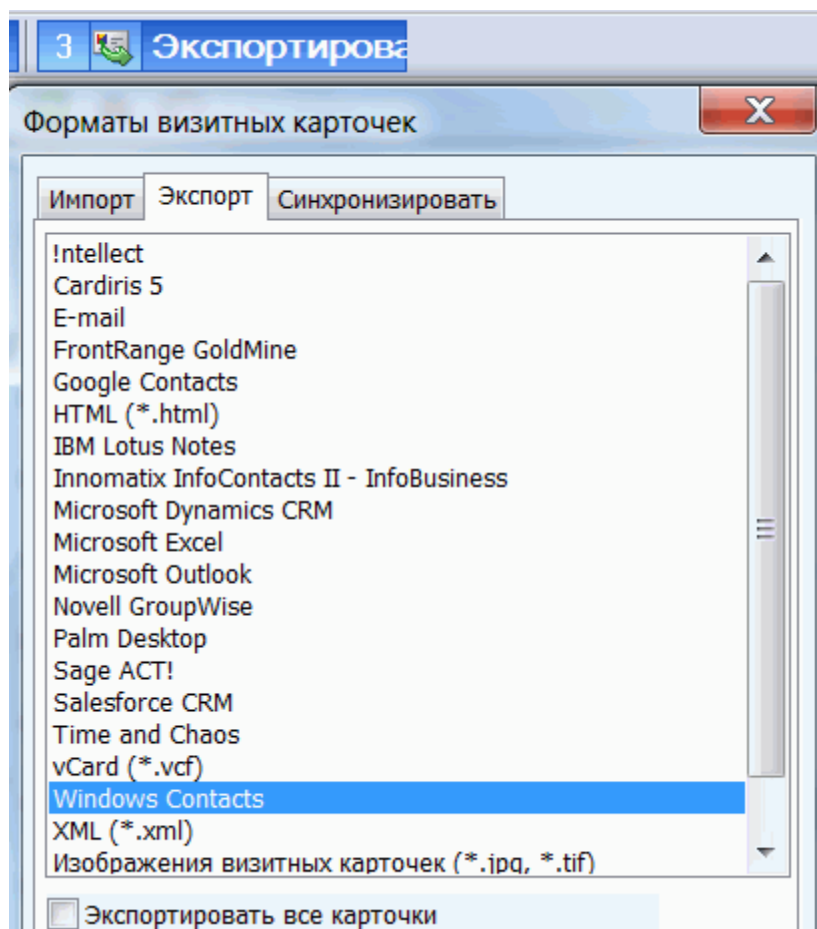 3 Экспортирова
Форматы визитных карточек
Импорт Экспорт Синхронизировать
!ntellect
Cardiris 5
E-mail
FrontRange GoldMine
Google Contacts
HTML (*.html)
IBM Lotus Notes
Innomatix InfoContacts II - InfoBusiness
Microsoft Dynamics CRM
Microsoft Excel
Microsoft Outlook
Novell GroupWise
Palm Desktop
Sage ACT!
Salesforce CRM
Time and Chaos
vCard (*.vcf)
Windows Contacts
XML (*.xml)
Изображения визитных карточек (*.jpg, *.tif)
Экспортировать все карточки